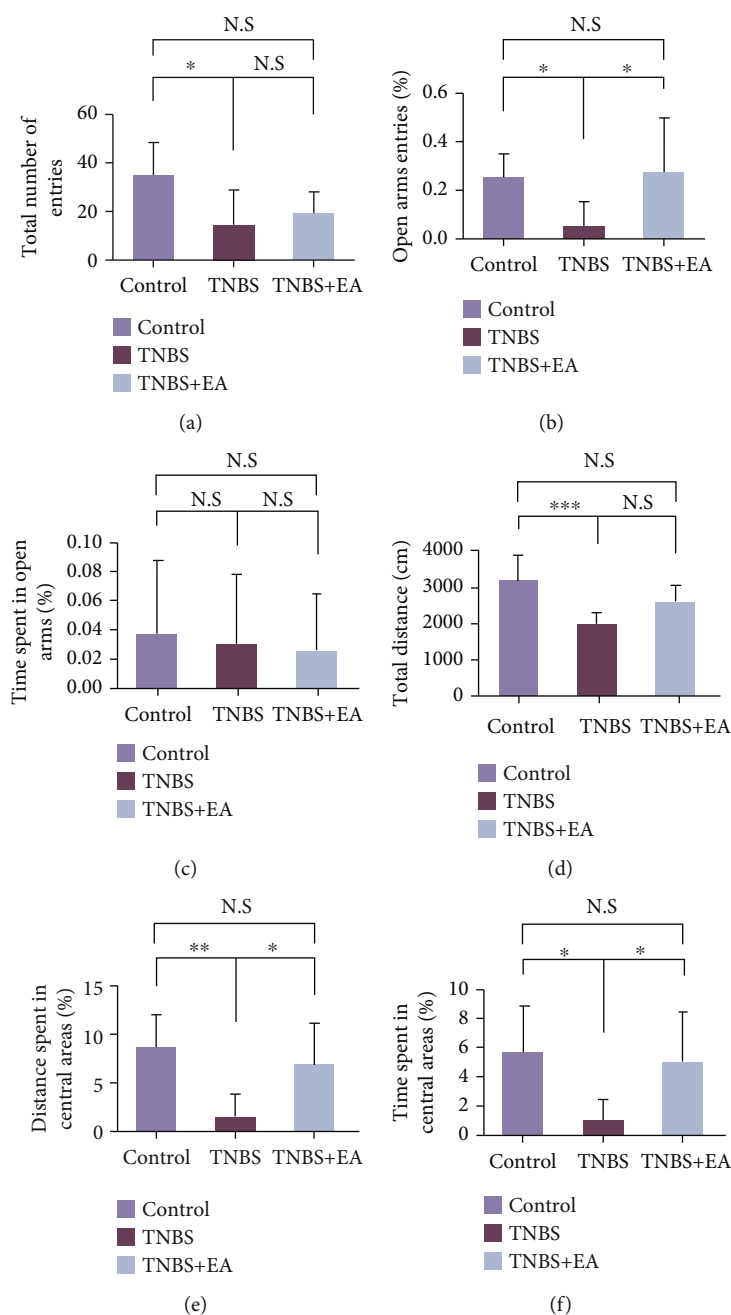 N.S
* N.S
Total number of
entries
60
40
20
0
Control TNBS TNBS+EA
Control
TNBS
TNBS+EA
(a)
N.S
* *
Open arms entries (%)
0.6
0.4
0.2
0.0
Control TNBS TNBS+EA
Control
TNBS
TNBS+EA
(b)
N.S
N.S N.S
Time spent in open
arms (%)
0.10
0.08
0.06
0.04
0.02
0.00
Control TNBS TNBS+EA
Control
TNBS
TNBS+EA
(c)
N.S
*** N.S
Total distance (cm)
4000
3000
2000
1000
0
Control TNBS TNBS+EA
Control
TNBS
TNBS+EA
(d)
N.S
** *
Distance spent in
central areas (%)
15
10
5
0
Control TNBS TNBS+EA
Control
TNBS
TNBS+EA
(e)
N.S
* *
Time spent in
central areas (%)
10
8
6
4
2
0
Control TNBS TNBS+EA
Control
TNBS
TNBS+EA
(f)